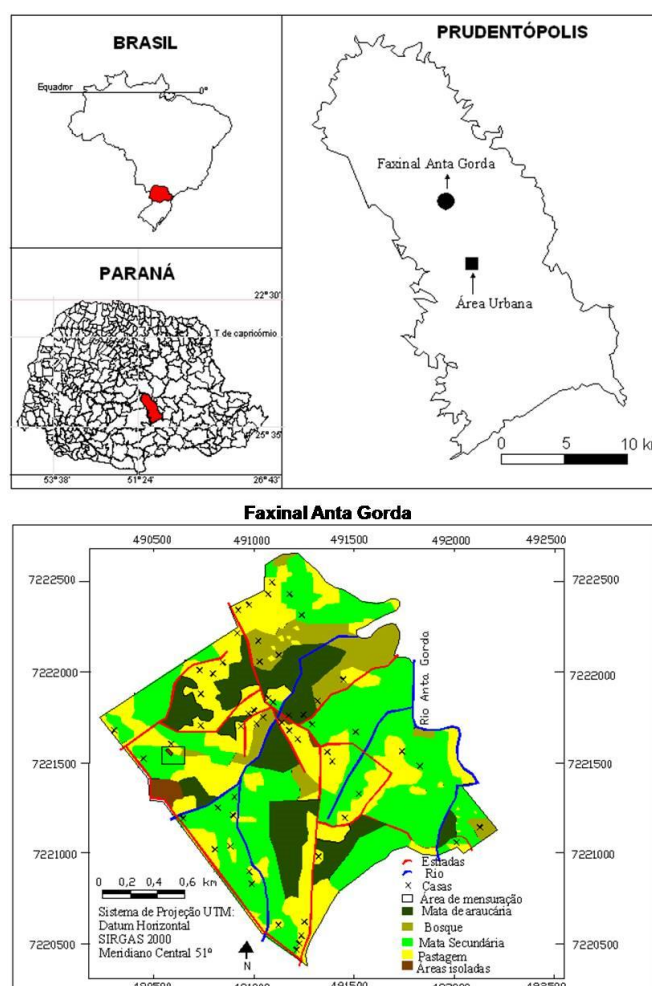 BRASIL
Equador
0°
PARANÁ
22° 30'
T de capricórnio
25° 35'
53° 38'
51° 24'
26° 43'
PRUDENTÓPOLIS
Faxinal Anta Gorda
Área Urbana
0 5 10 km
Faxinal Anta Gorda
490500 491000 491500 492000 492500
7222500 7222500
7222000 7222000
Rio Anta Gorda
7221500 7221500
7221000 7221000
7220500 7220500
0,2 0,4 0,6 km
Sistema de Projeção UTM:
Datum Horizontal
SIRGAS 2000
Meridiano Central 51º
N
Estradas
Rio
Casas
Área de mensuração
Mata de araucária
Bosque
Mata Secundária
Pastagem
Áreas isoladas